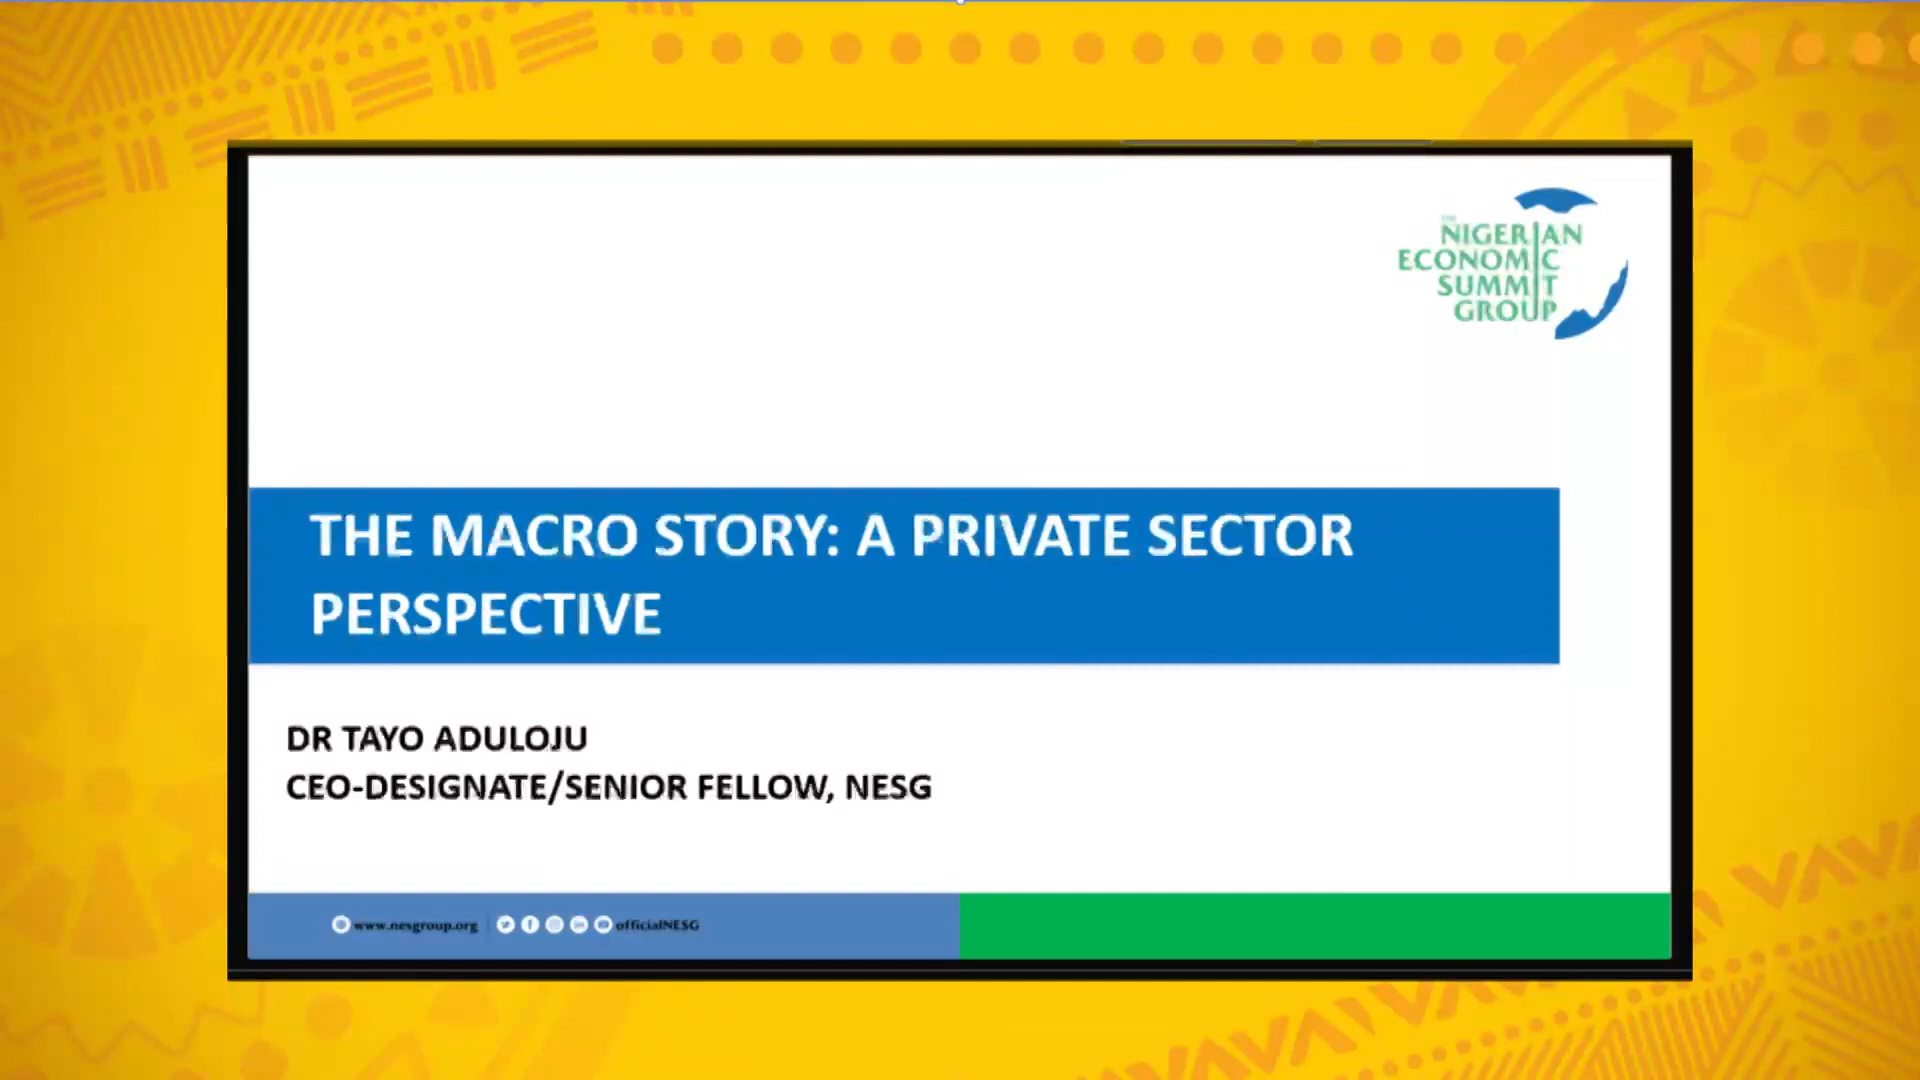 THE
NIGERIAN
ECONOMIC
SUMMIT
GROUP
THE MACRO STORY: A PRIVATE SECTOR
PERSPECTIVE
DR TAYO ADULOJU
CEO-DESIGNATE/SENIOR FELLOW, NESG
www.nesgroup.org officialNESG